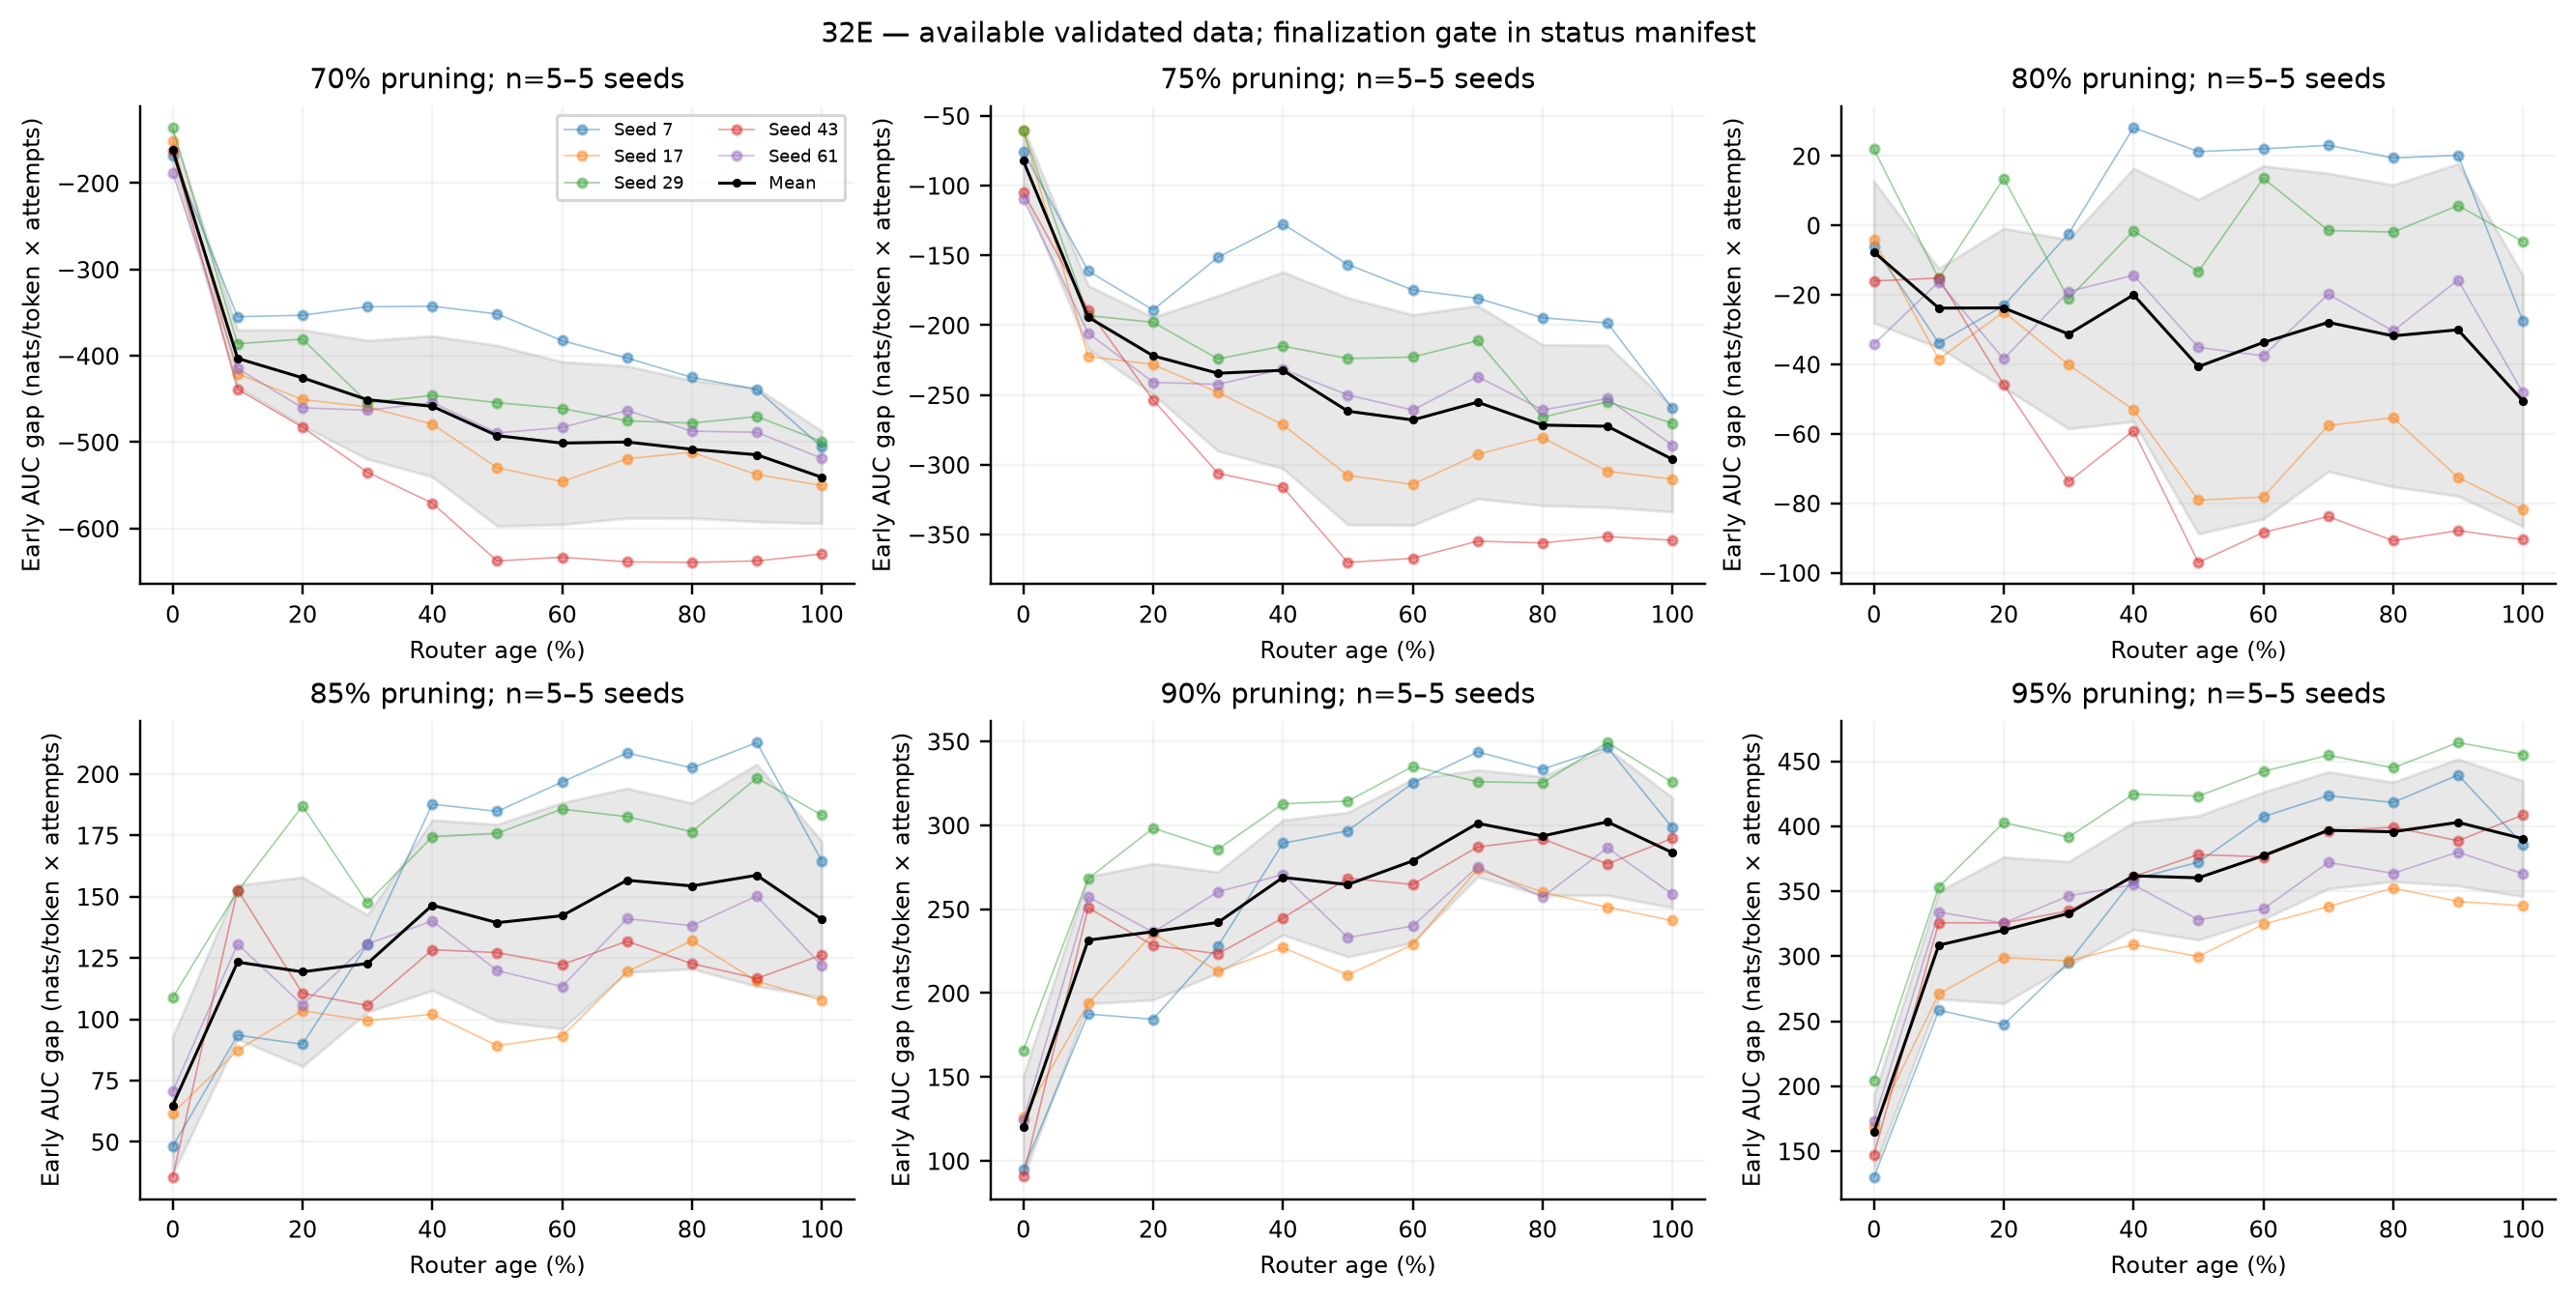 32E — available validated data; finalization gate in status manifest
70% pruning; n=5–5 seeds
Early AUC gap (nats/token × attempts)
−200
−300
−400
−500
−600
Seed 7
Seed 17
Seed 29
Seed 43
Seed 61
Mean
0 20 40 60 80 100
Router age (%)
75% pruning; n=5–5 seeds
Early AUC gap (nats/token × attempts)
−50
−100
−150
−200
−250
−300
−350
0 20 40 60 80 100
Router age (%)
80% pruning; n=5–5 seeds
Early AUC gap (nats/token × attempts)
20
0
−20
−40
−60
−80
−100
0 20 40 60 80 100
Router age (%)
85% pruning; n=5–5 seeds
Early AUC gap (nats/token × attempts)
200
175
150
125
100
75
50
0 20 40 60 80 100
Router age (%)
90% pruning; n=5–5 seeds
Early AUC gap (nats/token × attempts)
350
300
250
200
150
100
0 20 40 60 80 100
Router age (%)
95% pruning; n=5–5 seeds
Early AUC gap (nats/token × attempts)
450
400
350
300
250
200
150
0 20 40 60 80 100
Router age (%)